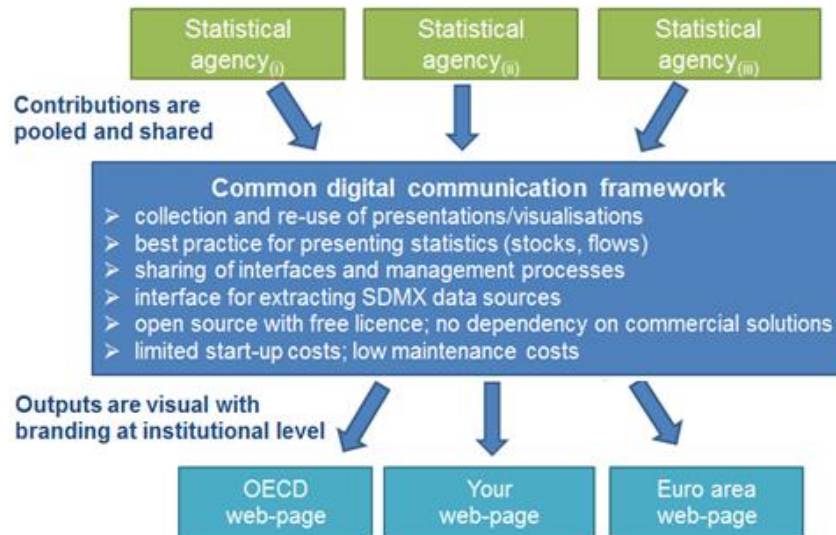 Statistical
agency(i)
Statistical
agency(ii)
Statistical
agency(iii)
Contributions are
pooled and shared
Common digital communication framework
➢ collection and re-use of presentations/visualisations
➢ best practice for presenting statistics (stocks, flows)
➢ sharing of interfaces and management processes
➢ interface for extracting SDMX data sources
➢ open source with free licence; no dependency on commercial solutions
➢ limited start-up costs; low maintenance costs
Outputs are visual with
branding at institutional level
OECD
web-page
Your
web-page
Euro area
web-page